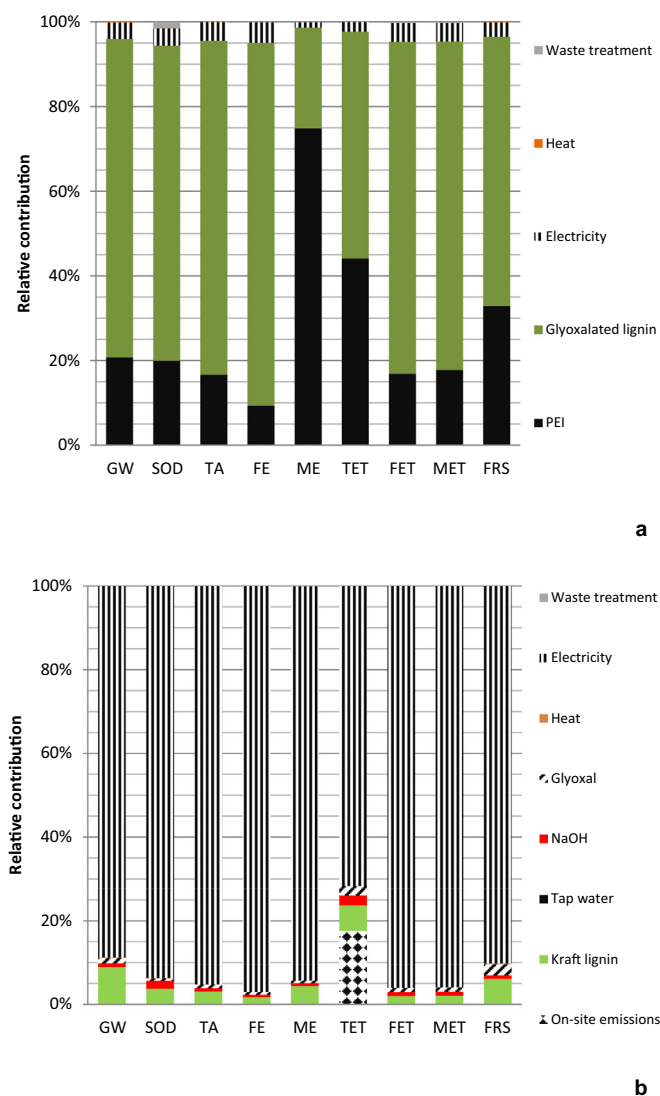 100%
80%
60%
40%
20%
0%
Relative contribution
GW SOD TA FE ME TET FET MET FRS
Waste treatment
Heat
Electricity
Glyoxalated lignin
PEI
a
100%
80%
60%
40%
20%
0%
Relative contribution
GW SOD TA FE ME TET FET MET FRS
Waste treatment
Electricity
Heat
Glyoxal
NaOH
Tap water
Kraft lignin
On-site emissions
b